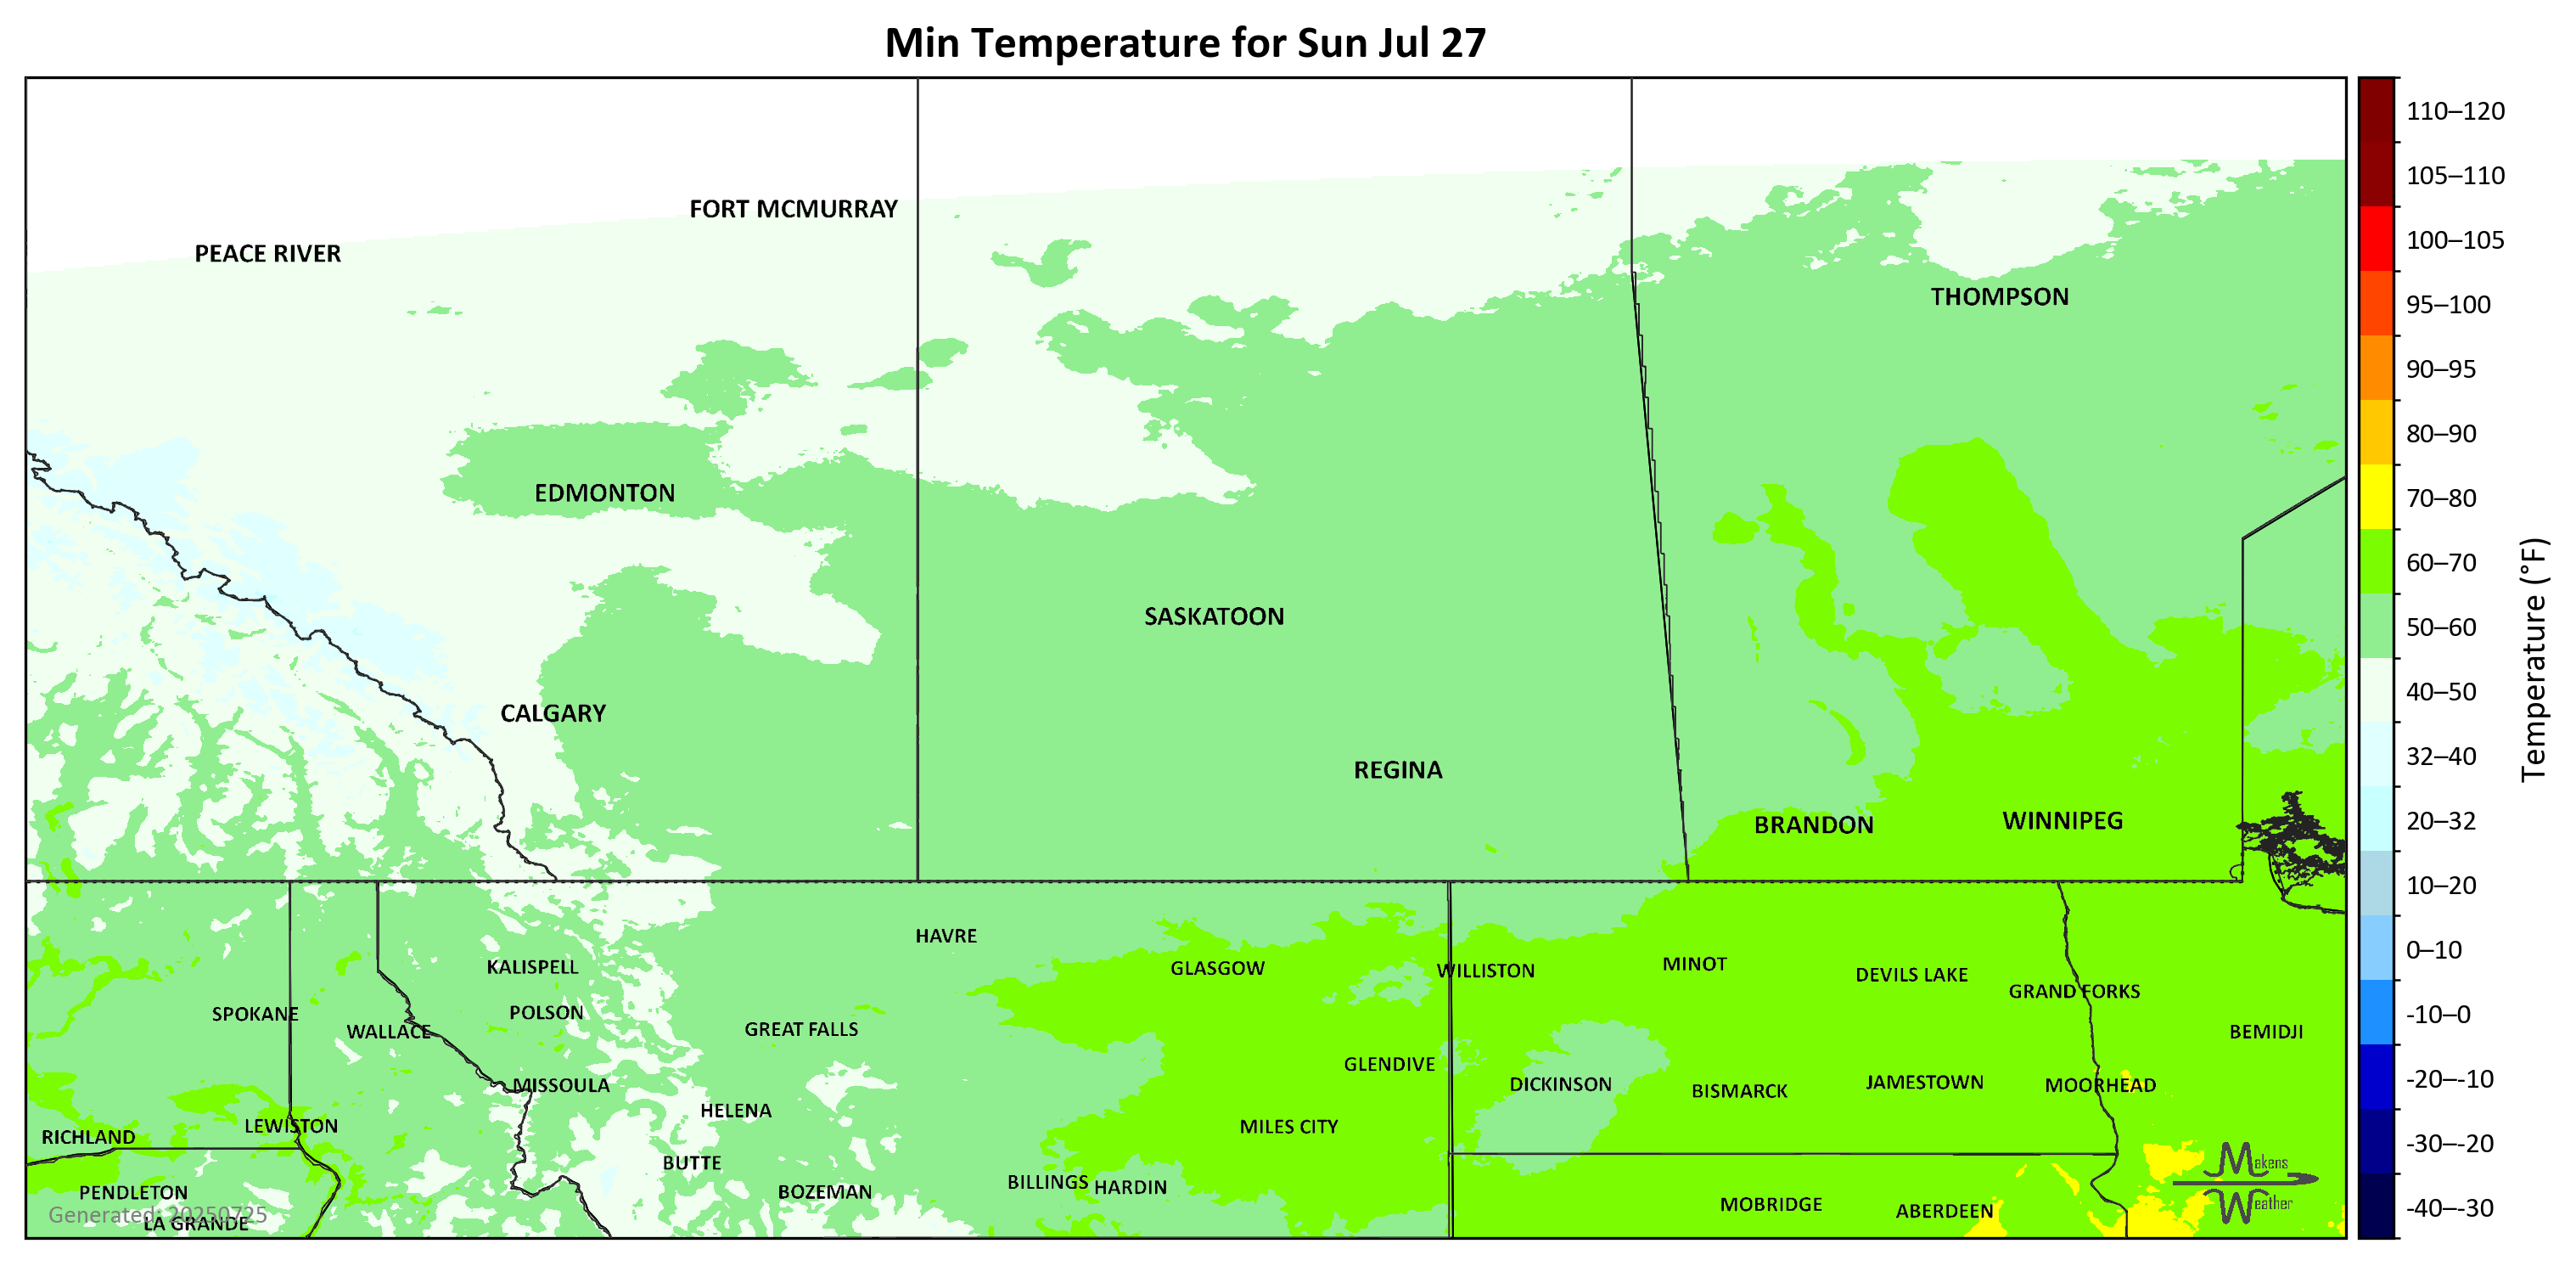 Min Temperature for Sun Jul 27
110–120
105–110
FORT MCMURRAY
100–105
PEACE RIVER
THOMPSON
95–100
90–95
80–90
EDMONTON
70–80
60–70
SASKATOON
50–60
Temperature (°F)
40–50
CALGARY
32–40
REGINA
20–32
BRANDON
WINNIPEG
10–20
HAVRE
0–10
KALISPELL
GLASGOW
WILLISTON
MINOT
DEVILS LAKE
GRAND FORKS
SPOKANE
POLSON
-10–0
WALLACE
GREAT FALLS
BEMIDJI
GLENDIVE
-20–-10
MISSOULA
DICKINSON
BISMARCK
JAMESTOWN
MOORHEAD
HELENA
LEWISTON
MILES CITY
RICHLAND
-30–-20
BUTTE
Makens
PENDLETON
BOZEMAN
BILLINGS
HARDIN
Weather
MOBRIDGE
ABERDEEN
-40–-30
Generated: 20250725
LA GRANDE